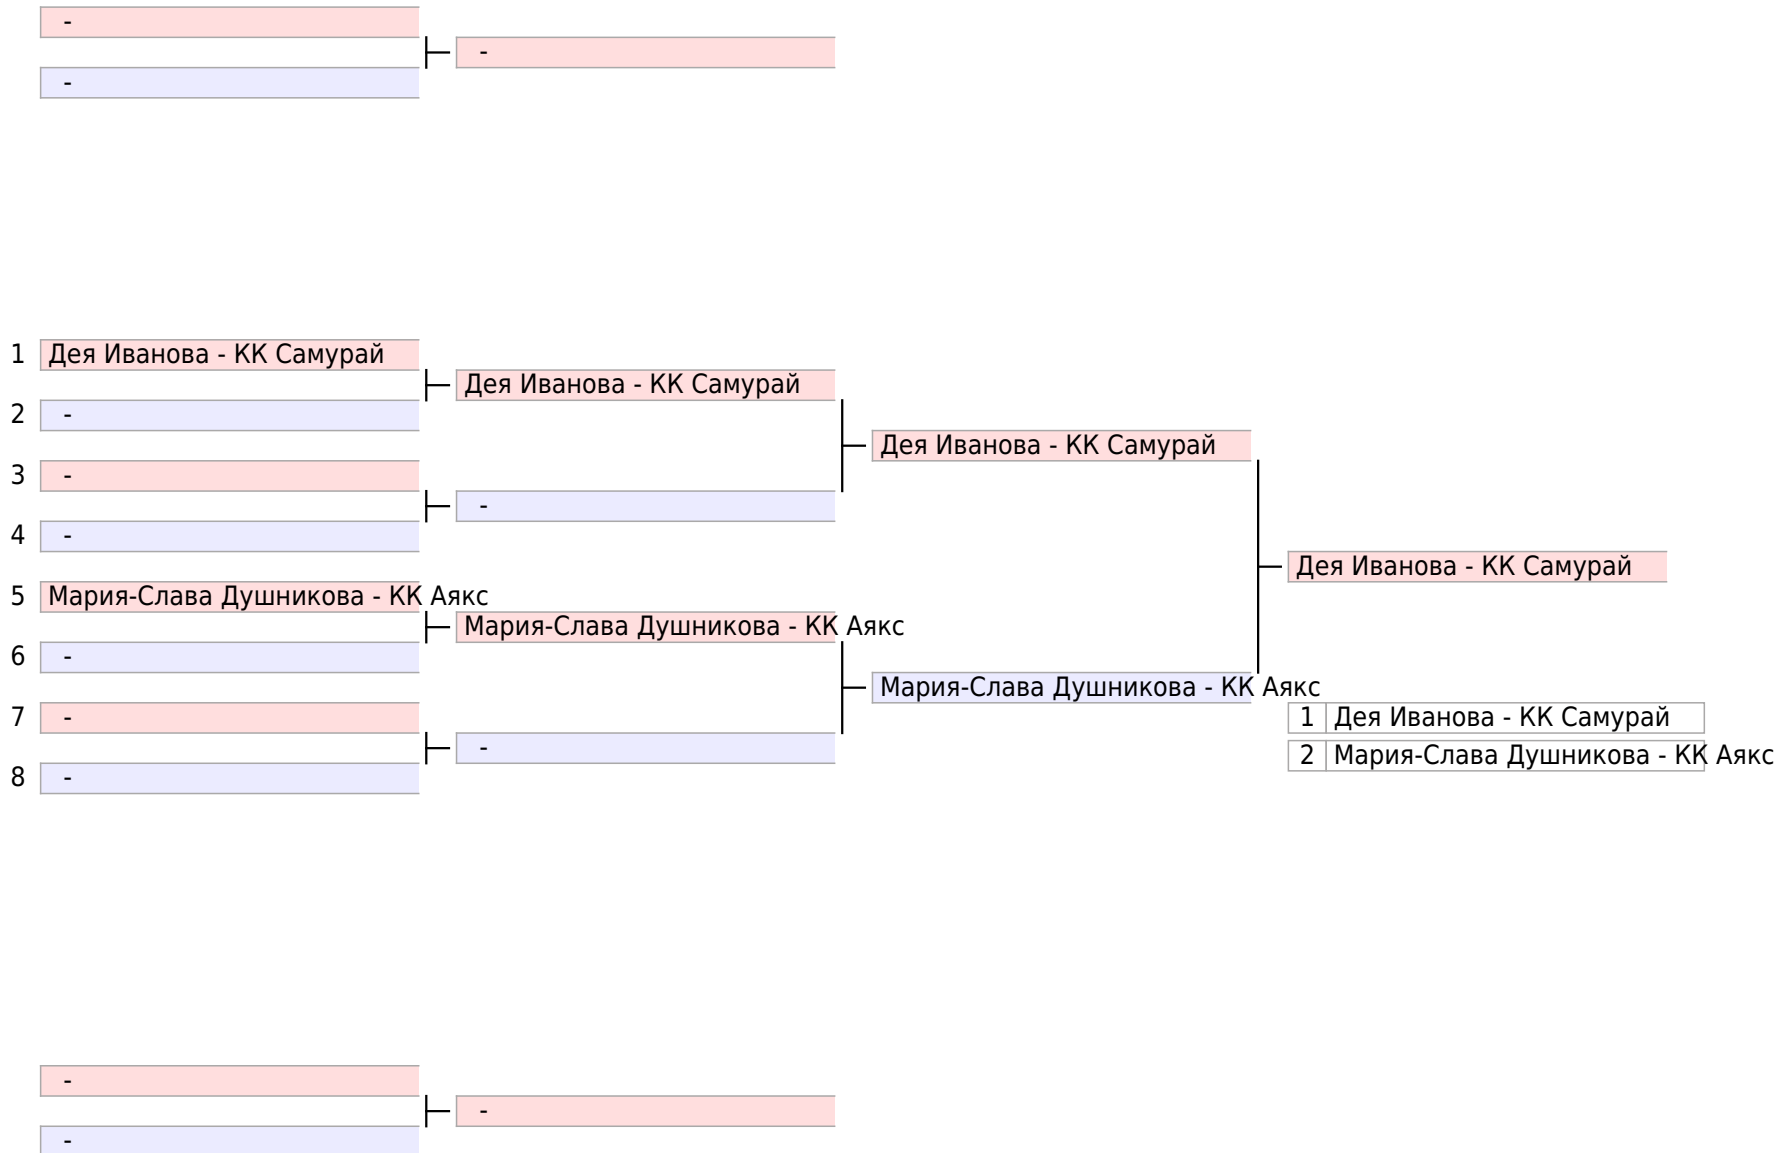 -
-
-
1 Дея Иванова - КК Самурай
Дея Иванова - КК Самурай
2 -
Дея Иванова - КК Самурай
3 -
-
4 -
Дея Иванова - КК Самурай
5 Мария-Слава Душникова - КК Аякс
Мария-Слава Душникова - КК Аякс
6 -
Мария-Слава Душникова - КК Аякс
7 -
1 Дея Иванова - КК Самурай
-
2 Мария-Слава Душникова - КК Аякс
8 -
-
-
-